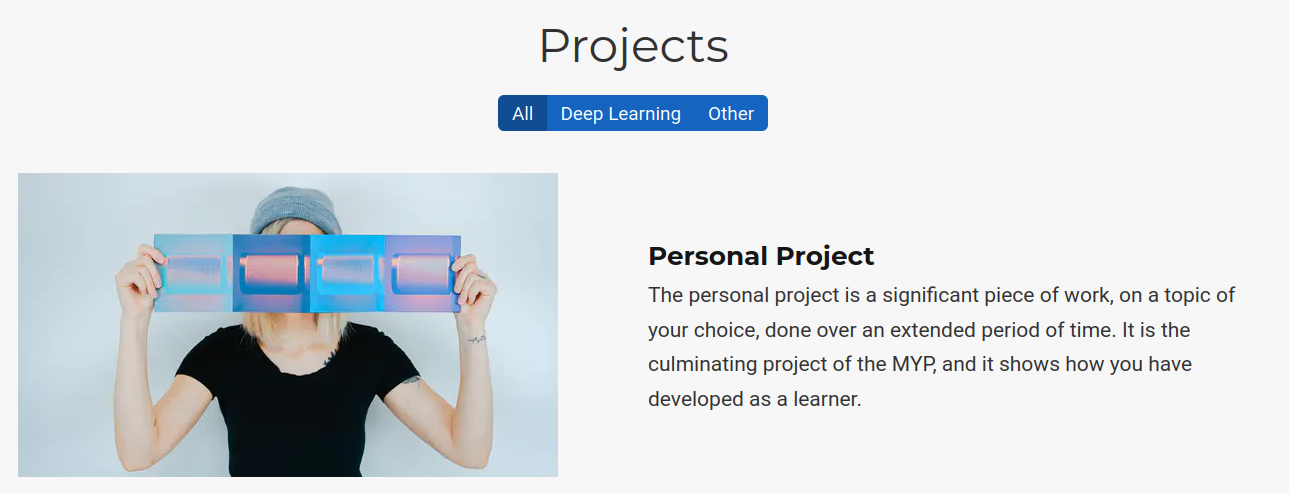 Projects
All Deep Learning Other
Personal Project
The personal project is a significant piece of work, on a topic of
your choice, done over an extended period of time. It is the
culminating project of the MYP, and it shows how you have
developed as a learner.